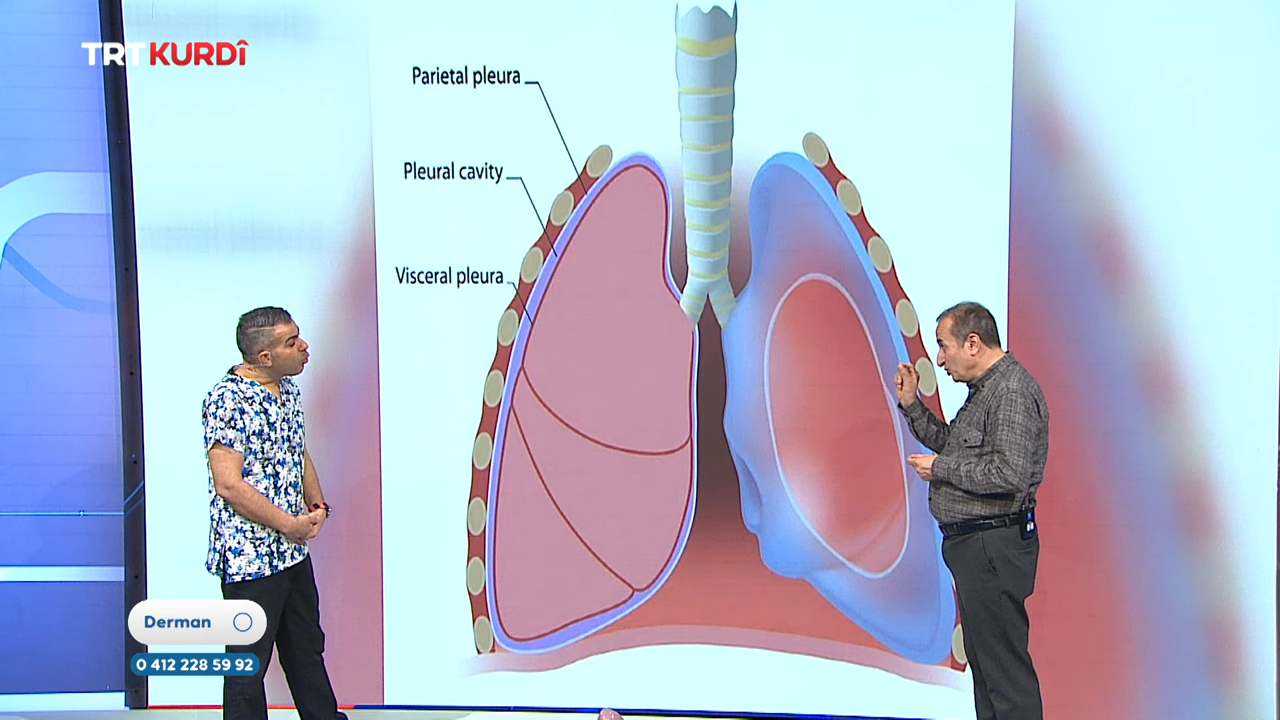 TRT KURDÎ
Parietal pleura
Pleural cavity
Visceral pleura
Derman
0 412 228 59 92